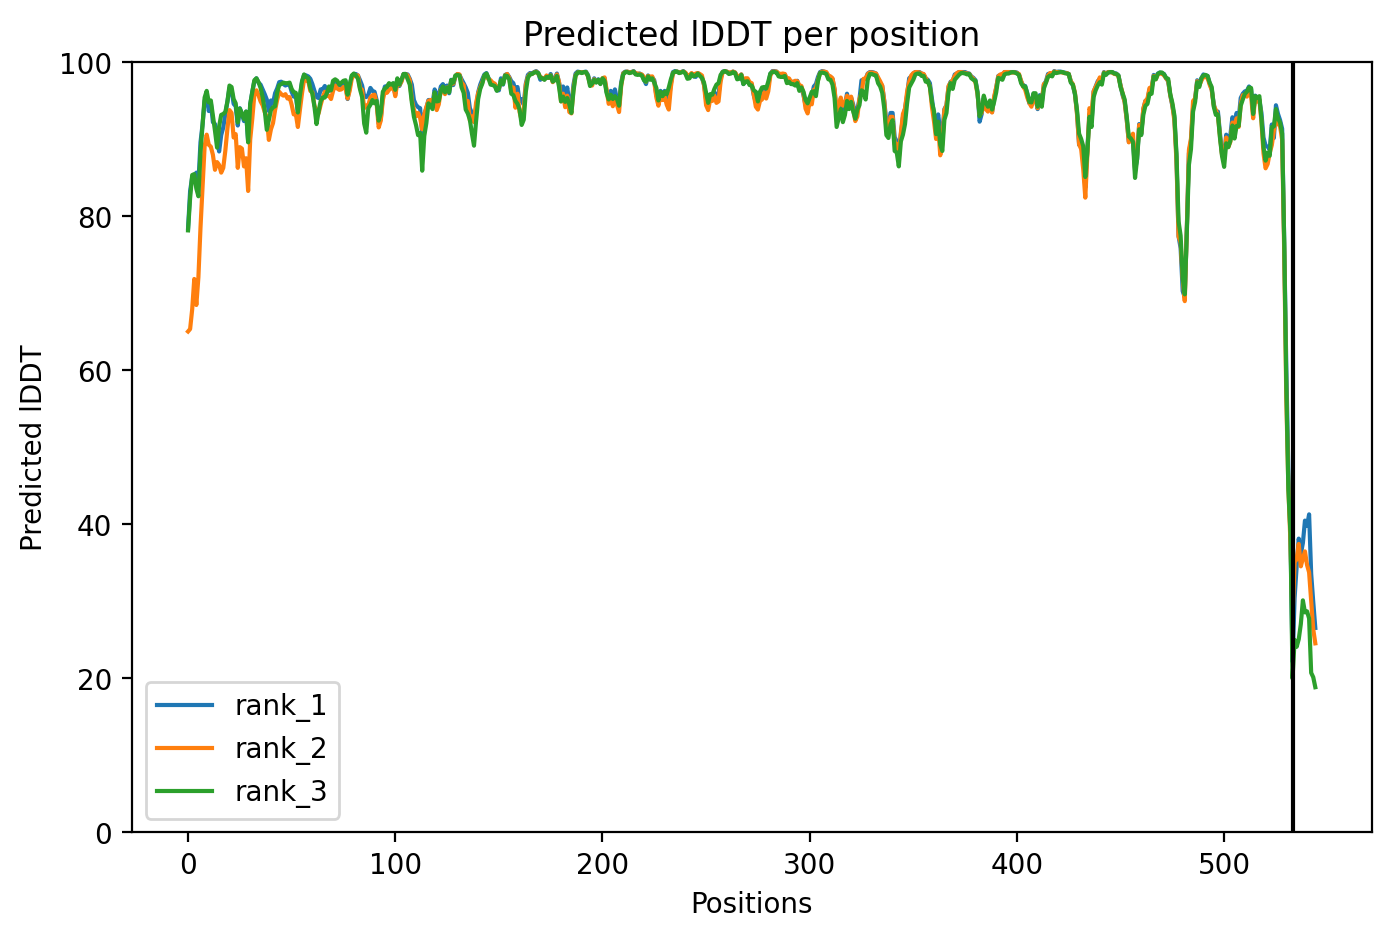 Predicted lDDT per position
100
80
60
40
20
0
Predicted lDDT
rank_1
rank_2
rank_3
0 100 200 300 400 500
Positions